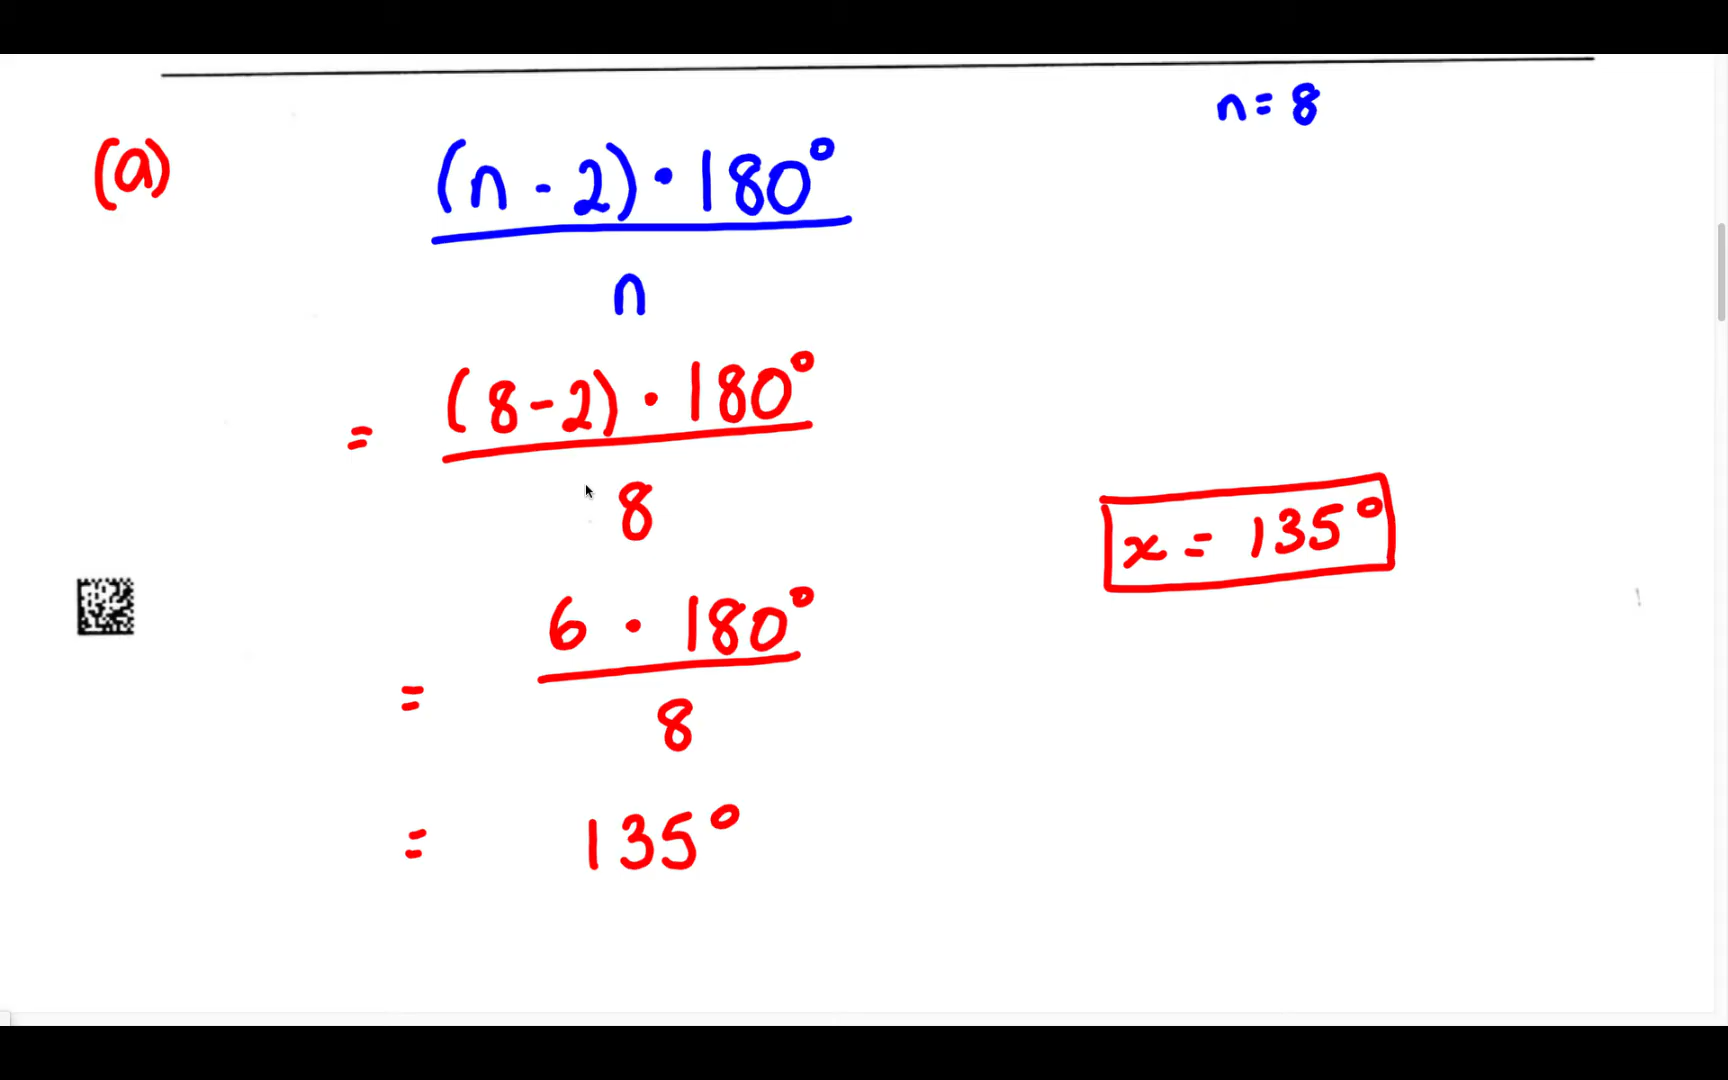 n = 8
(a) (n - 2) · 180°
n
= (8 - 2) · 180°
8
x = 135°
= 6 · 180°
8
= 135°